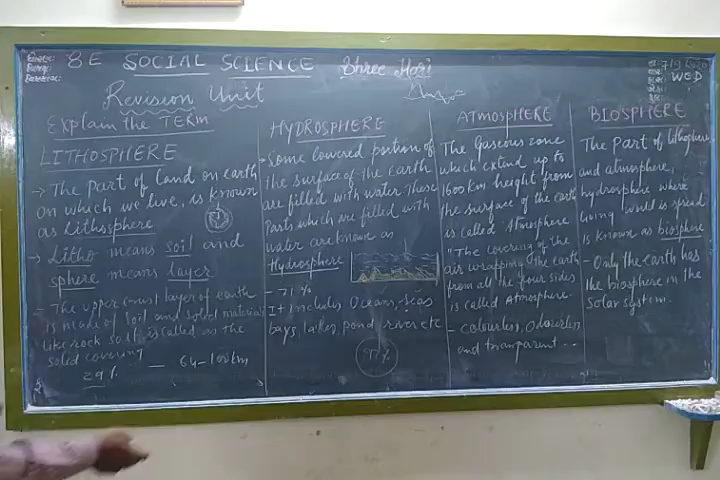 8E SOCIAL SCIENCE Shree Hari
WED
Revision Unit
Explain the TERM
LITHOSPHERE
→ The part of land on earth
on which we live, is known
as Lithosphere
→ Litho means soil and
sphere means layer
- The upper most layer of earth
is made of soil and solid materials
like rock soil is called as the
solid covering
29% — 64-100 km
HYDROSPHERE
Some lowered portion of
the surface of the Earth
are filled with water These
Parts which are filled with
water are known as
Hydrosphere
- 71%
It includes Oceans, seas
bays, lakes, pond river etc
ATMOSPHERE
The Gaseous zone
which extend up to
1600 km height from
the surface of the earth
is called Atmosphere
"The covering of the
air wrapping the earth
from all the four sides
is called Atmosphere.
- colourless, Odourless
and transparent..
BIOSPHERE
The Part of lithosphere
and atmosphere,
hydrosphere where
living world is spread
is known as biosphere
- Only the earth has
the biosphere in the
solar system.